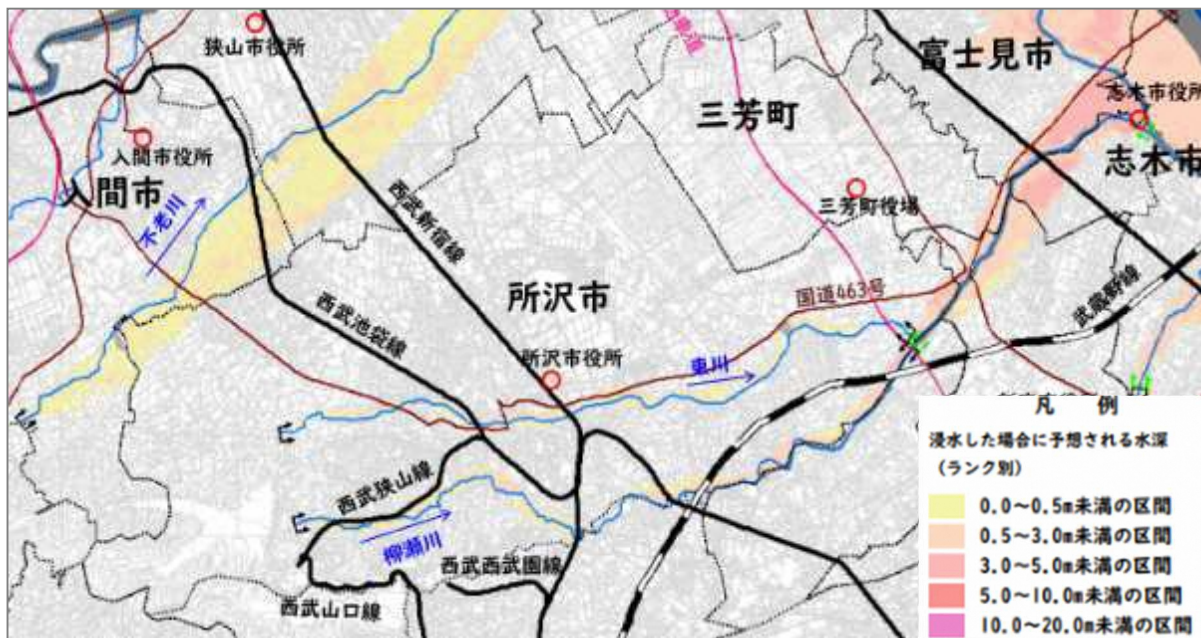 狭山市役所
富士見市
志木市役所
三芳町
入間市役所
間市
志木市
三芳町役場
不老川
西武新宿線
所沢市
国道463号
武蔵野線
西武池袋線
所沢市役所
東川
西武狭山線
柳瀬川
西武西武園線
西武山口線
凡 例
浸水した場合に予想される水深
(ランク別)
0.0~0.5m未満の区間
0.5~3.0m未満の区間
3.0~5.0m未満の区間
5.0~10.0m未満の区間
10.0~20.0m未満の区間